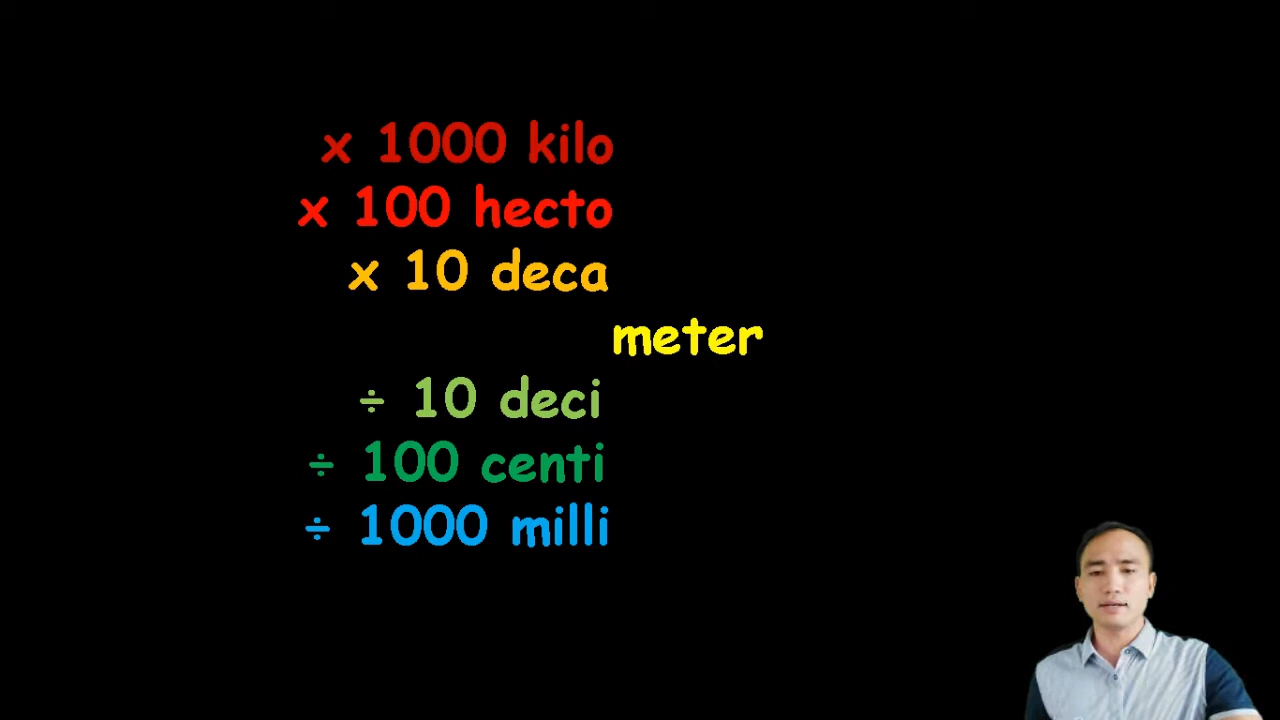 x 1000 kilo
x 100 hecto
x 10 deca
meter
÷ 10 deci
÷ 100 centi
÷ 1000 milli